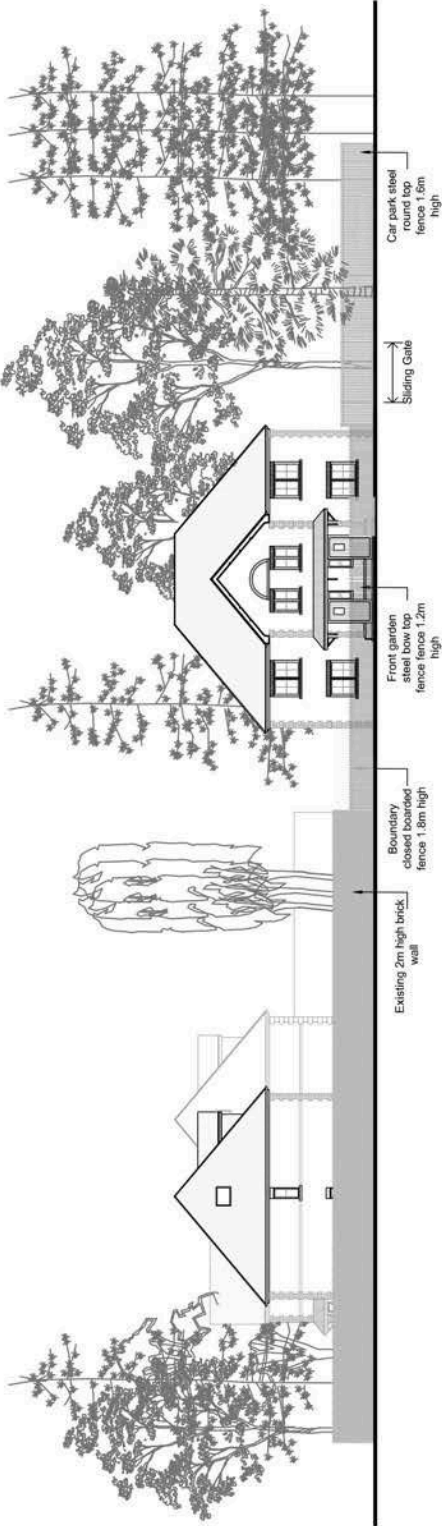 Existing 2m high brick
wall
Boundary
closed boarded
fence 1.8m high
Front garden
steel bow top
fence fence 1.2m
high
Sliding Gate
Car park steel
round top
fence 1.6m
high